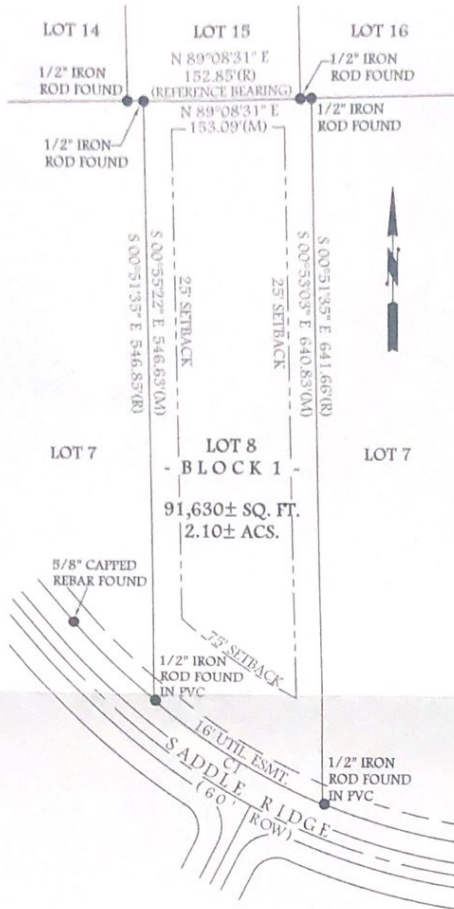 LOT 14
LOT 15
LOT 16
N 89°08'31" E
152.85'(R)
(REFERENCE BEARING)
N 89°08'31" E
153.09'(M)
1/2" IRON
ROD FOUND
1/2" IRON
ROD FOUND
1/2" IRON
ROD FOUND
1/2" IRON
ROD FOUND
N
S 00°51'35" E 546.85'(R)
S 00°55'22" E 546.63'(M)
25' SETBACK
25' SETBACK
S 00°53'03" E 640.83'(M)
S 00°51'35" E 641.66'(R)
LOT 7
LOT 8
- BLOCK 1 -
LOT 7
91,630± SQ. FT.
2.10± ACS.
5/8" CAPPED
REBAR FOUND
75' SETBACK
1/2" IRON
ROD FOUND
IN PVC
16' UTIL. ESMT.
C1
SADDLE RIDGE
(60' ROW)
1/2" IRON
ROD FOUND
IN PVC